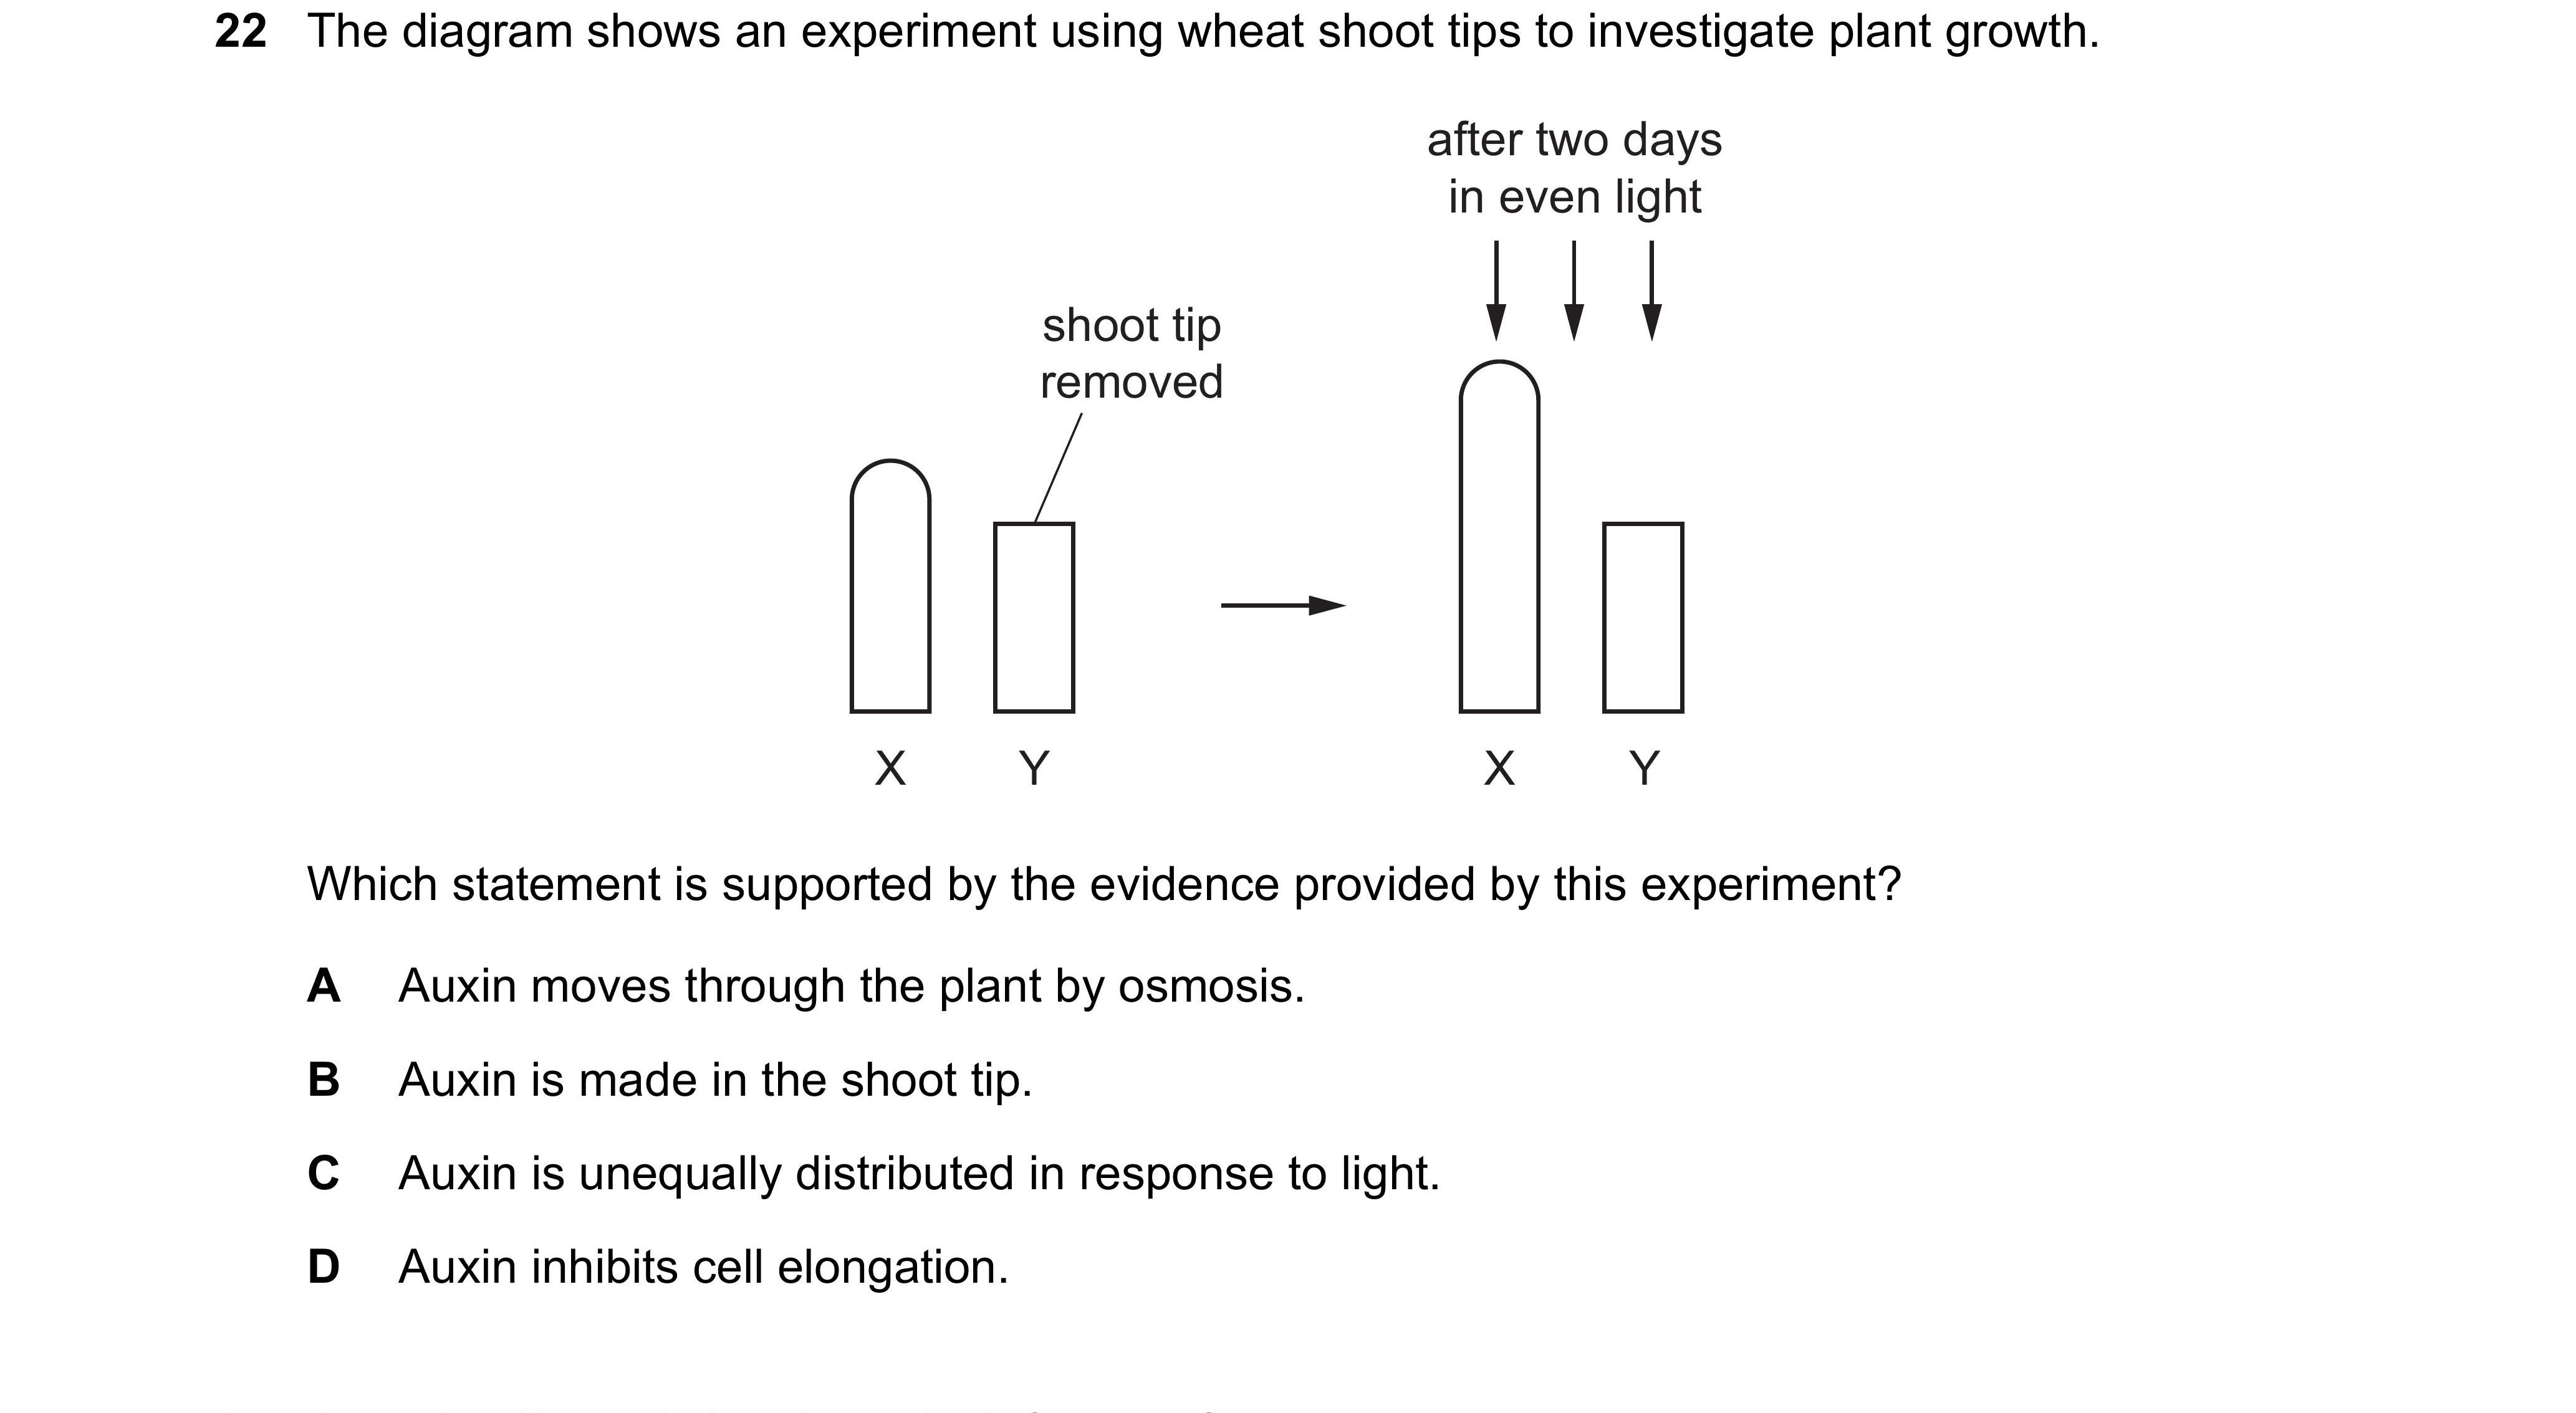 22 The diagram shows an experiment using wheat shoot tips to investigate plant growth.
after two days
in even light
shoot tip
removed
X Y X Y
Which statement is supported by the evidence provided by this experiment?
A Auxin moves through the plant by osmosis.
B Auxin is made in the shoot tip.
C Auxin is unequally distributed in response to light.
D Auxin inhibits cell elongation.